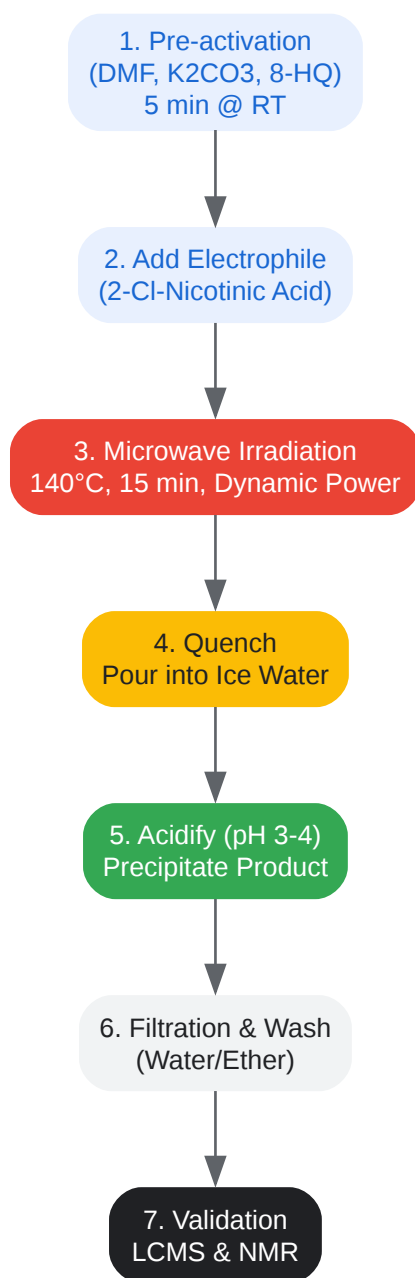 1. Pre-activation
(DMF, K2CO3, 8-HQ)
5 min @ RT
2. Add Electrophile
(2-Cl-Nicotinic Acid)
3. Microwave Irradiation
140°C, 15 min, Dynamic Power
4. Quench
Pour into Ice Water
5. Acidify (pH 3-4)
Precipitate Product
6. Filtration & Wash
(Water/Ether)
7. Validation
LCMS & NMR